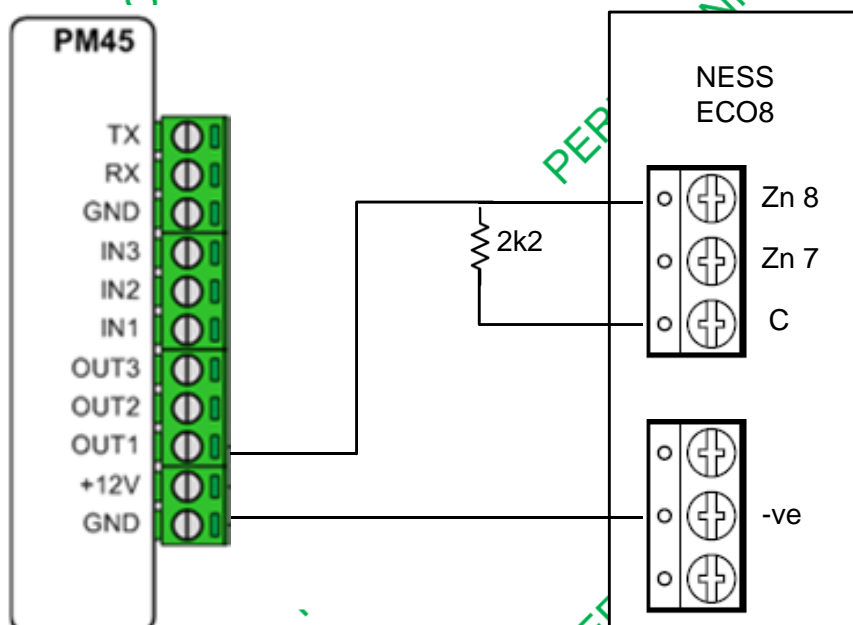 PM45
TX
RX
GND
IN3
IN2
IN1
OUT3
OUT2
OUT1
+12V
GND
2k2
NESS
ECO8
Zn 8
Zn 7
C
-ve